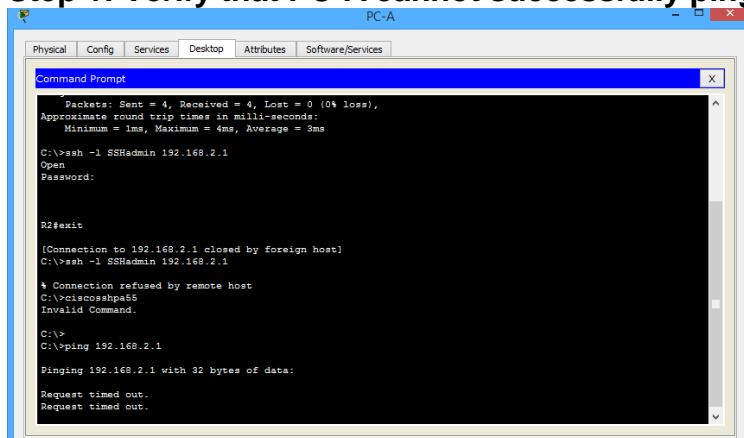 Step 1: Verify that PC-A cannot successfully ping
PC-A
Physical Config Services Desktop Attributes Software/Services
Command Prompt X
Packets: Sent = 4, Received = 4, Lost = 0 (0% loss),
Approximate round trip times in milli-seconds:
Minimum = 1ms, Maximum = 4ms, Average = 3ms
C:\>ssh -l SSHadmin 192.168.2.1
Open
Password:
R2#exit
[Connection to 192.168.2.1 closed by foreign host]
C:\>ssh -l SSHadmin 192.168.2.1
% Connection refused by remote host
C:\>ciscosshpa55
Invalid Command.
C:\>
C:\>ping 192.168.2.1
Pinging 192.168.2.1 with 32 bytes of data:
Request timed out.
Request timed out.